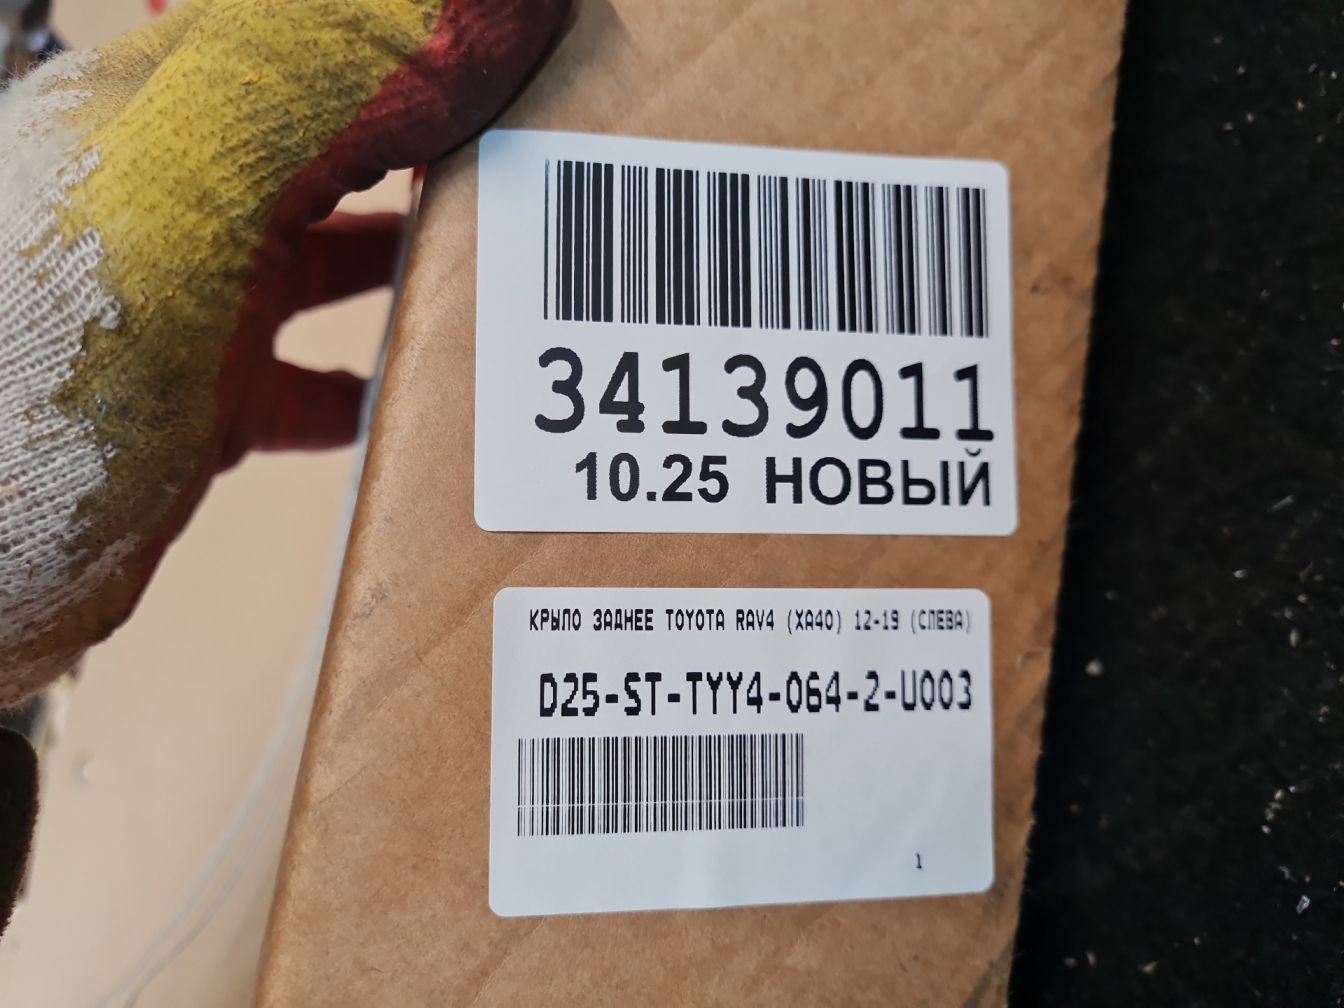 34139011
10.25 НОВЫЙ
КРЫЛО ЗАДНЕЕ TOYOTA RAV4 (XA40) 12-19 (СЛЕВА)
D25-ST-TYY4-064-2-U003
1